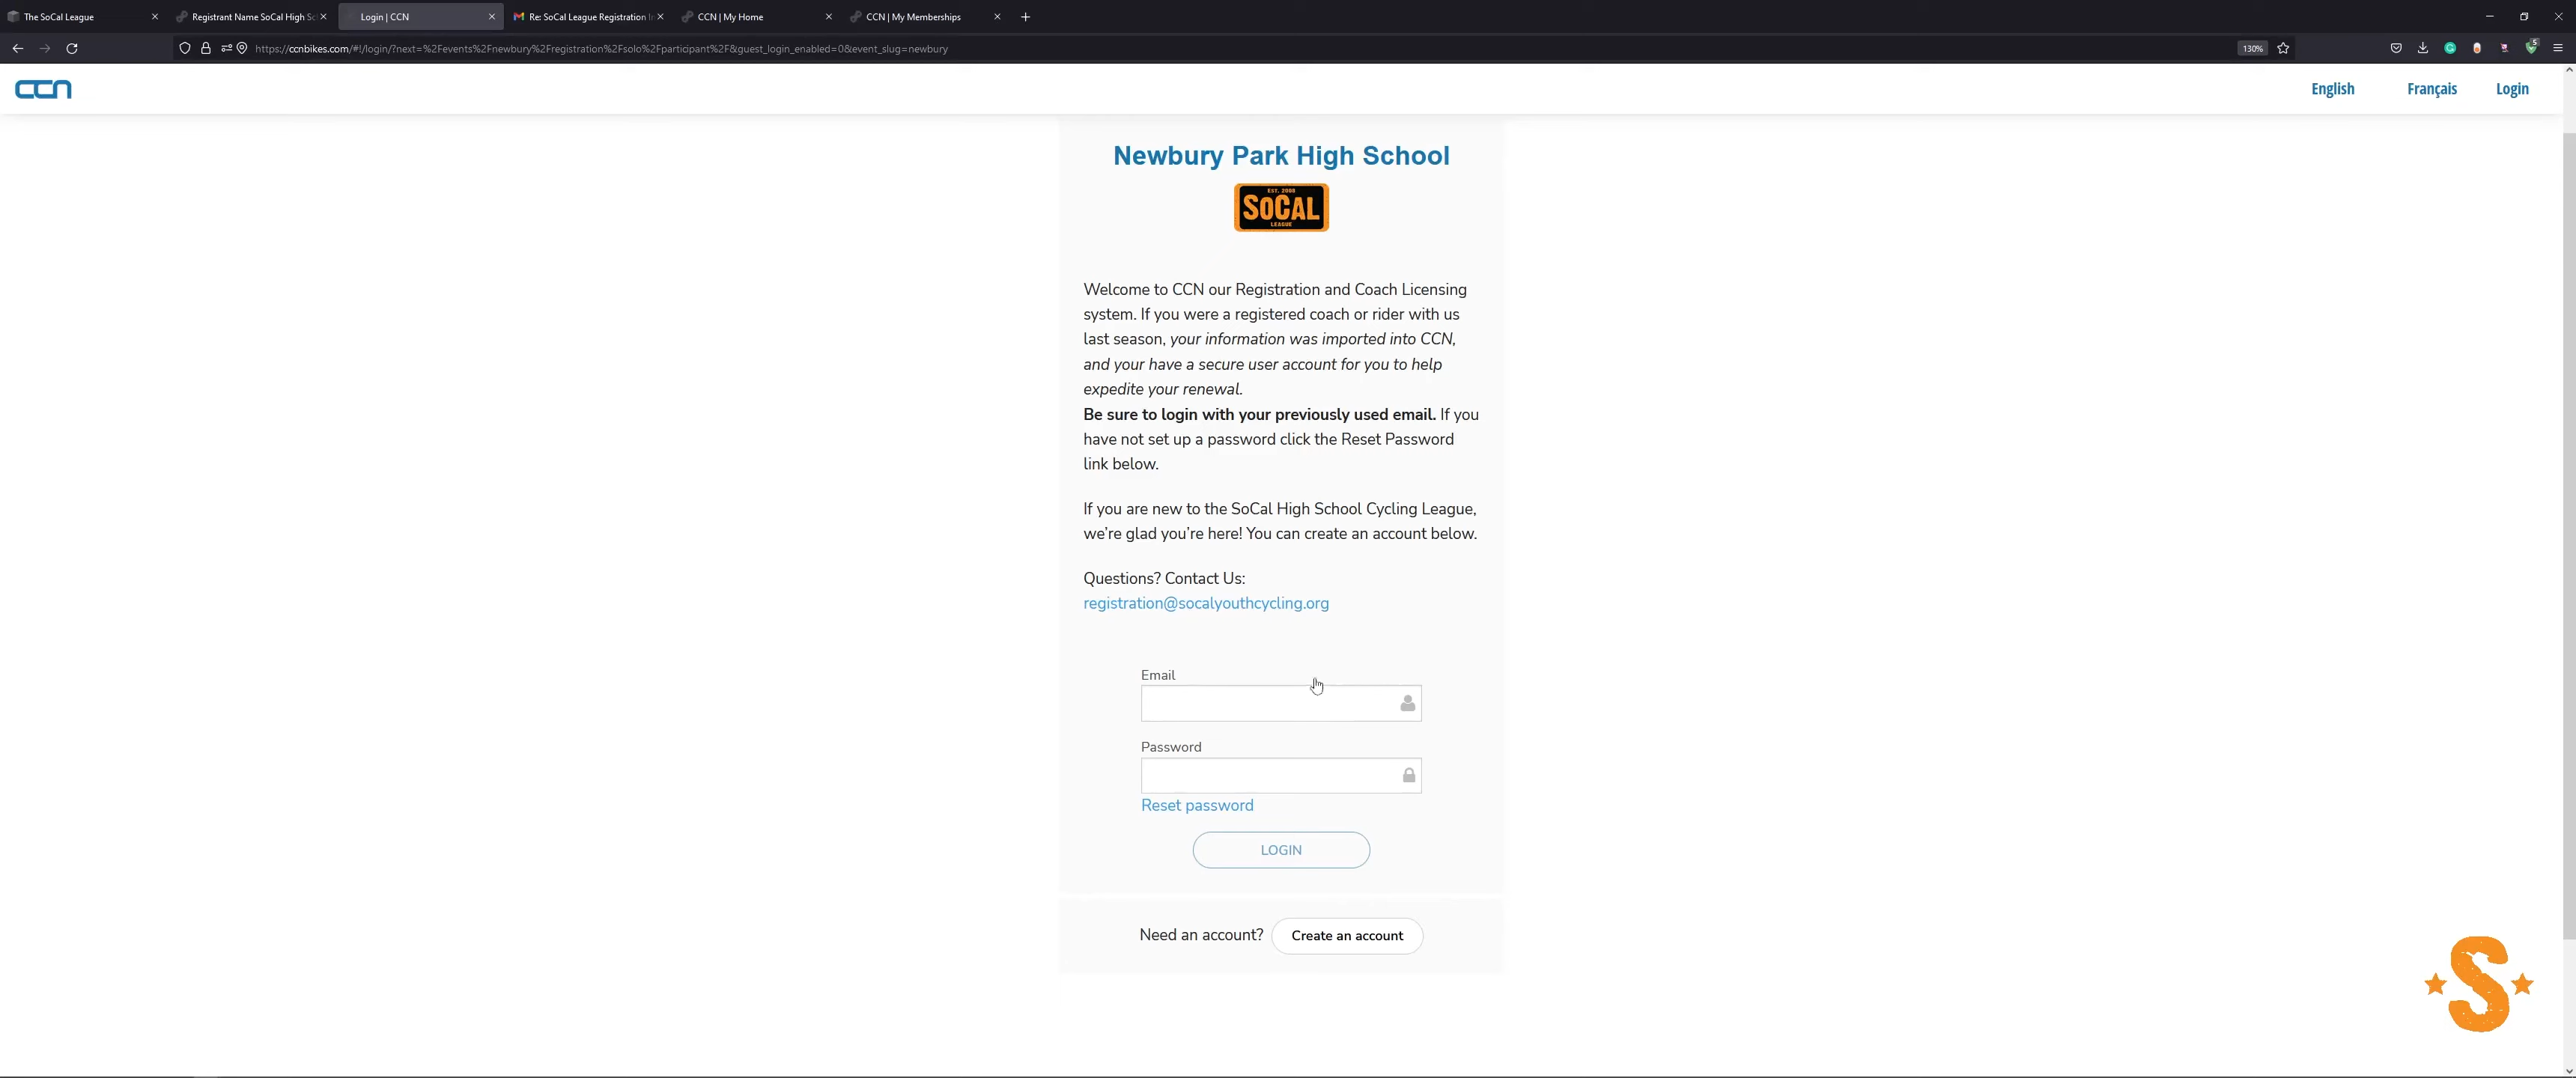 The SoCal League
Registrant Name SoCal High Sc
Login | CCN
Re: SoCal League Registration In
CCN | My Home
CCN | My Memberships
https://ccnbikes.com/#!/login/?next=%2Fevents%2Fnewbury%2Fregistration%2Fsolo%2Fparticipant%2F&guest_login_enabled=0&event_slug=newbury
130%
5
CCN
English
Français
Login
Newbury Park High School
EST. 2008
SOCAL
LEAGUE
Welcome to CCN our Registration and Coach Licensing
system. If you were a registered coach or rider with us
last season, your information was imported into CCN,
and your have a secure user account for you to help
expedite your renewal.
Be sure to login with your previously used email. If you
have not set up a password click the Reset Password
link below.
If you are new to the SoCal High School Cycling League,
we're glad you're here! You can create an account below.
Questions? Contact Us:
registration@socalyouthcycling.org
Email
Password
Reset password
LOGIN
Need an account?
Create an account
S